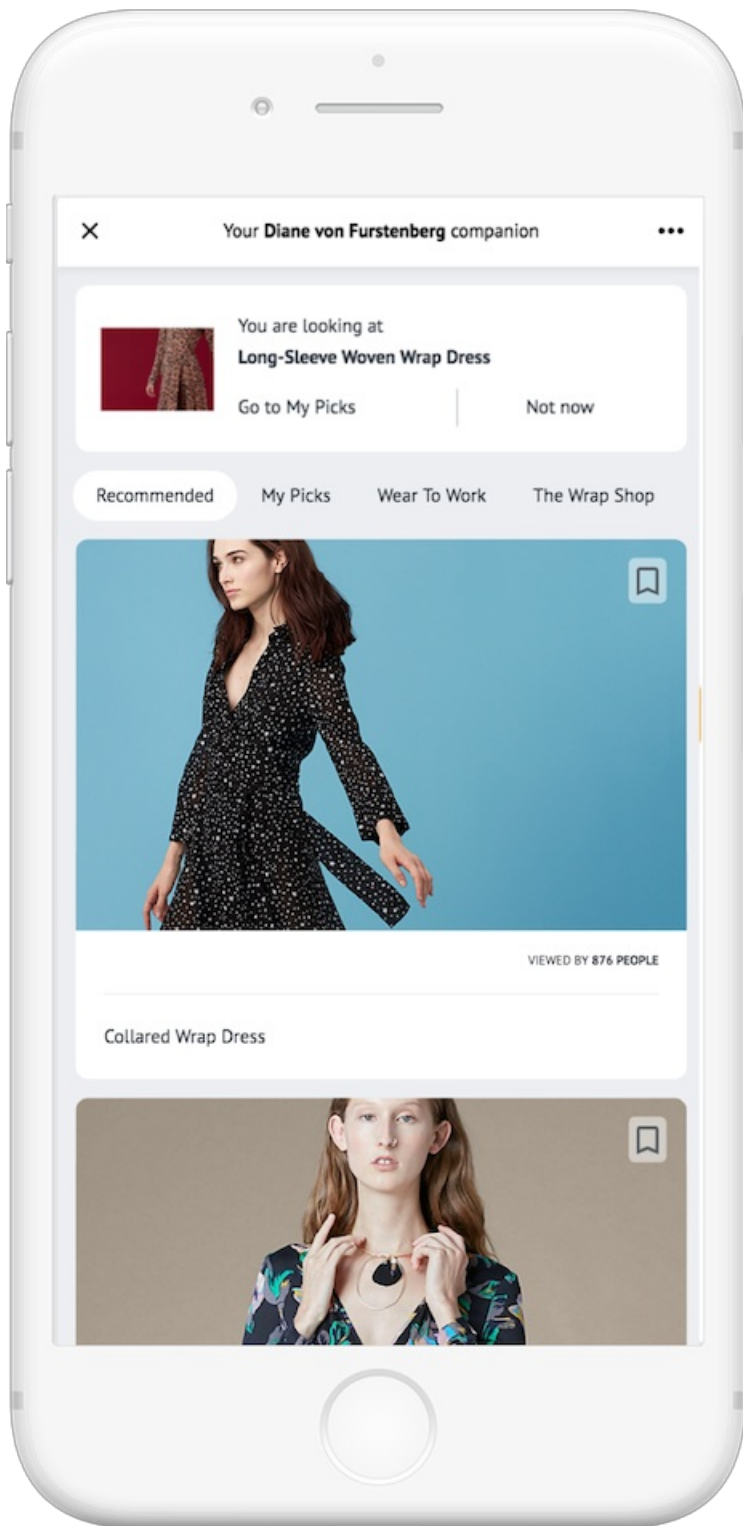 Your Diane von Furstenberg companion
You are looking at
Long-Sleeve Woven Wrap Dress
Go to My Picks Not now
Recommended My Picks Wear To Work The Wrap Shop
VIEWED BY 876 PEOPLE
Collared Wrap Dress